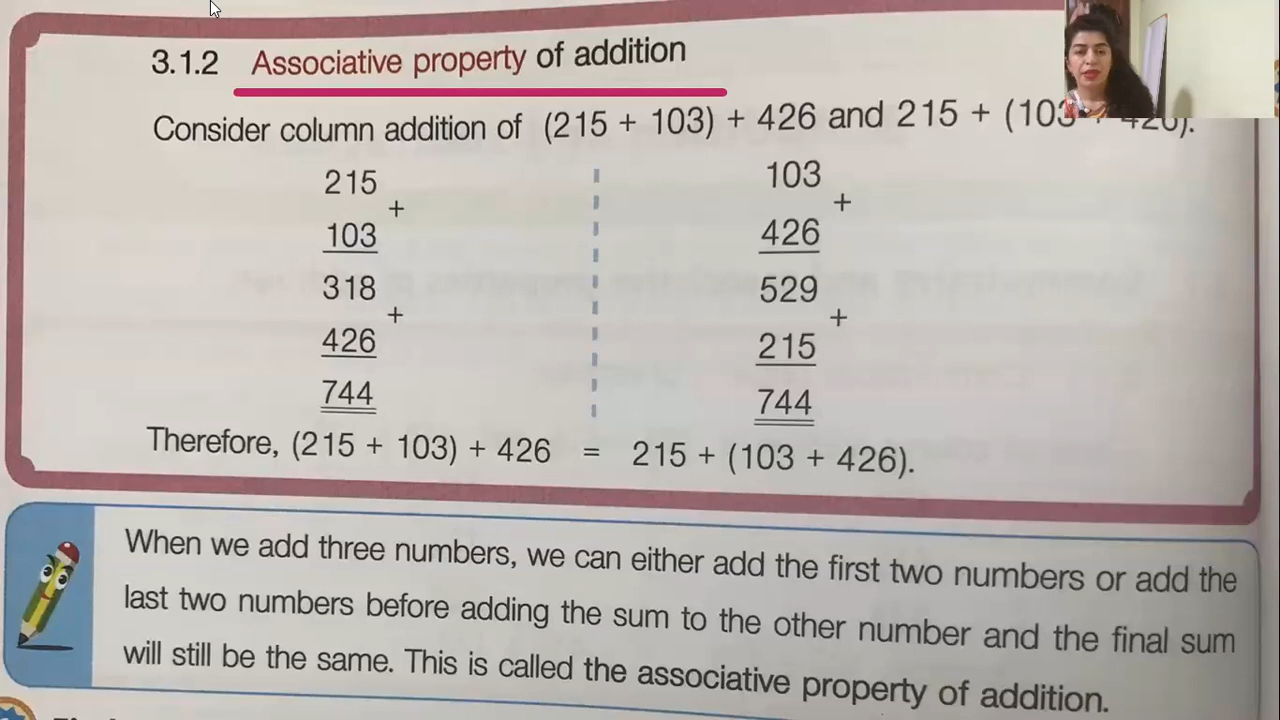 3.1.2 Associative property of addition
Consider column addition of (215 + 103) + 426 and 215 + (103 + 426).
215
+
103
318
+
426
744
103
+
426
529
+
215
744
Therefore, (215 + 103) + 426 = 215 + (103 + 426).
When we add three numbers, we can either add the first two numbers or add the
last two numbers before adding the sum to the other number and the final sum
will still be the same. This is called the associative property of addition.